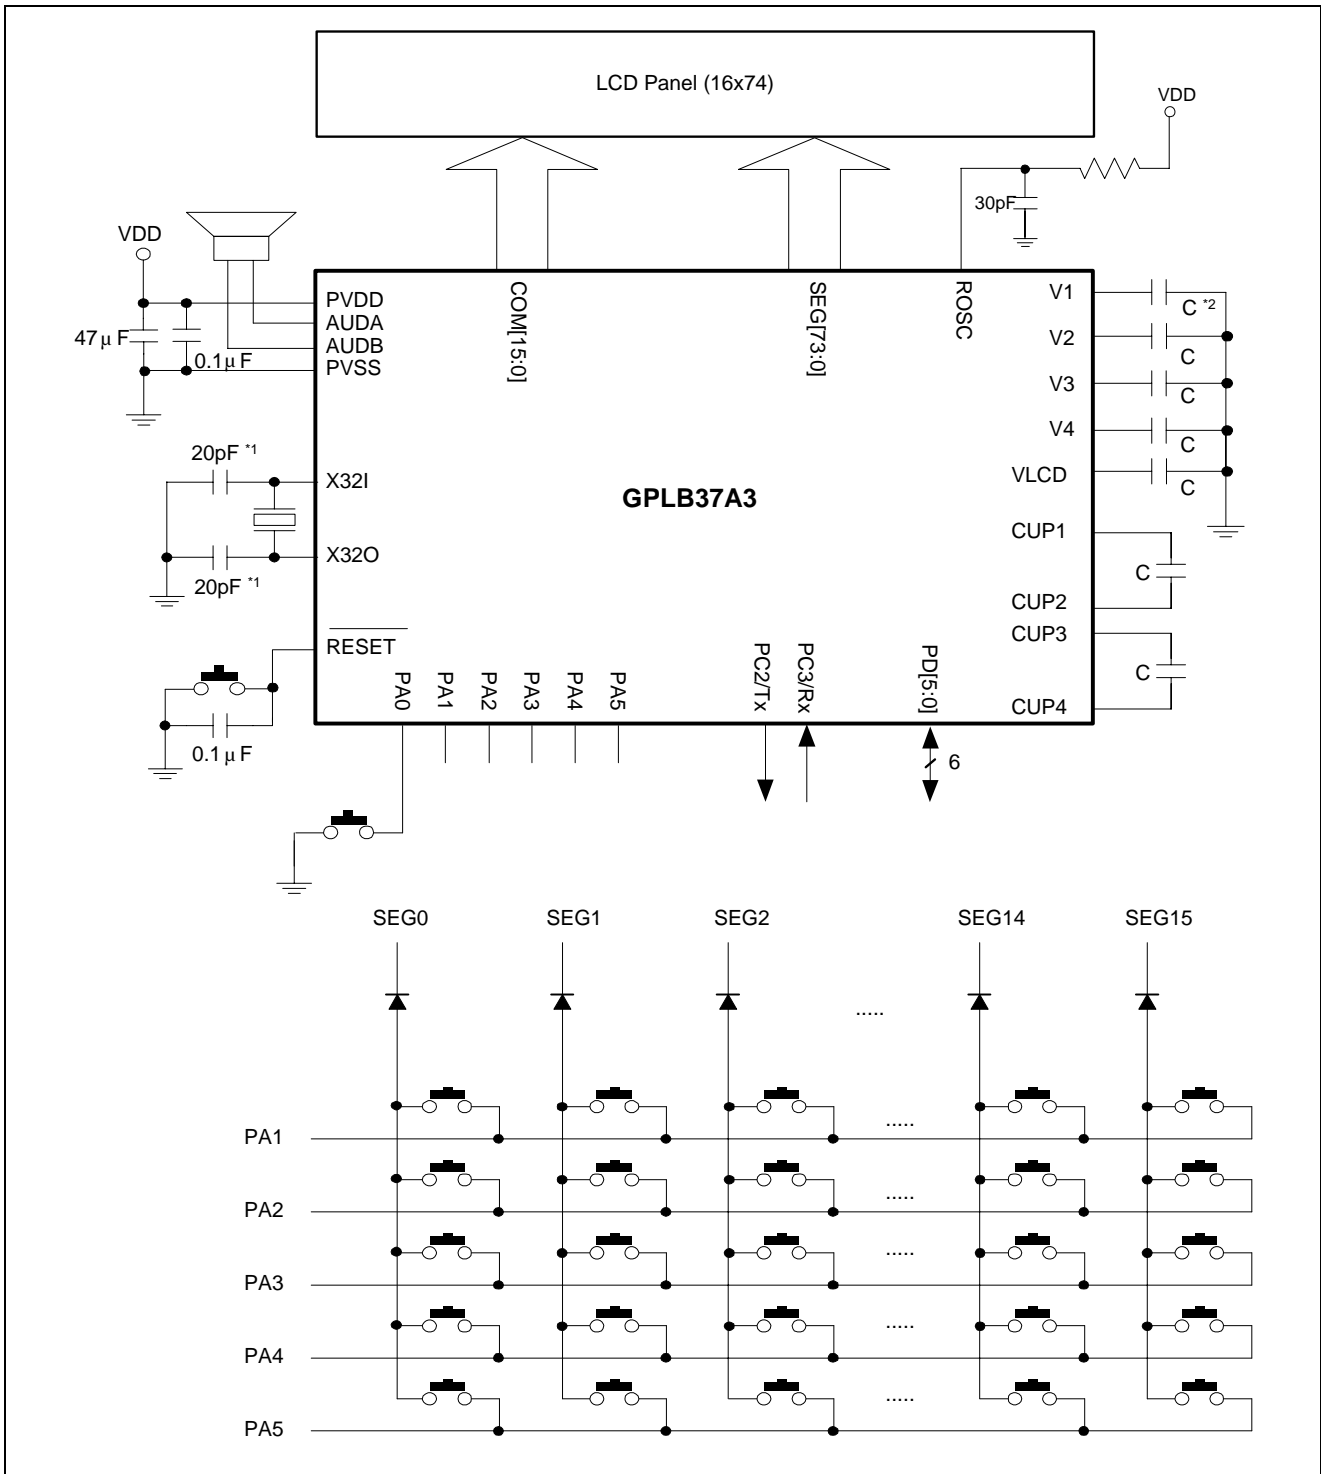 LCD Panel (16x74)
VDD
30pF
VDD
47μF
0.1μF
PVDD
AUDA
AUDB
PVSS
COM[15:0]
SEG[73:0]
ROSC
V1
C *2
V2
C
V3
C
V4
C
VLCD
C
20pF *1
X32I
GPLB37A3
X32O
20pF *1
CUP1
C
CUP2
CUP3
C
CUP4
RESET
0.1μF
PA0
PA1
PA2
PA3
PA4
PA5
PC2/Tx
PC3/Rx
PD[5:0]
6
SEG0
SEG1
SEG2
SEG14
SEG15
.....
PA1
.....
PA2
.....
PA3
.....
PA4
.....
PA5
.....